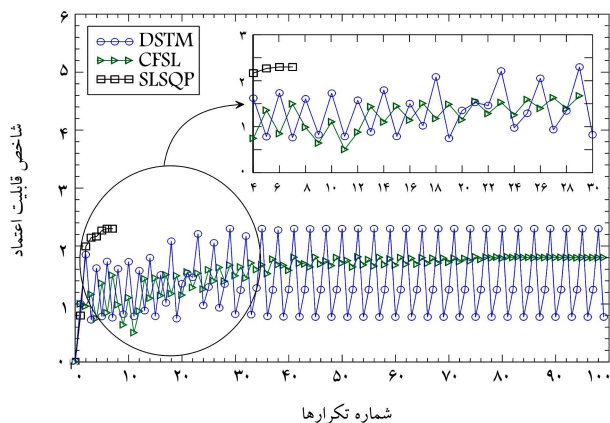 ۶
۵
۴
۳
۲
۱
۰
DSTM
CFSL
SLSQP
۳
۲
۱
۰
۴ ۶ ۸ ۱۰ ۱۲ ۱۴ ۱۶ ۱۸ ۲۰ ۲۲ ۲۴ ۲۶ ۲۸ ۳۰
شاخص قابلیت اعتماد
۰ ۱۰ ۲۰ ۳۰ ۴۰ ۵۰ ۶۰ ۷۰ ۸۰ ۹۰ ۱۰۰
شماره تکرارها